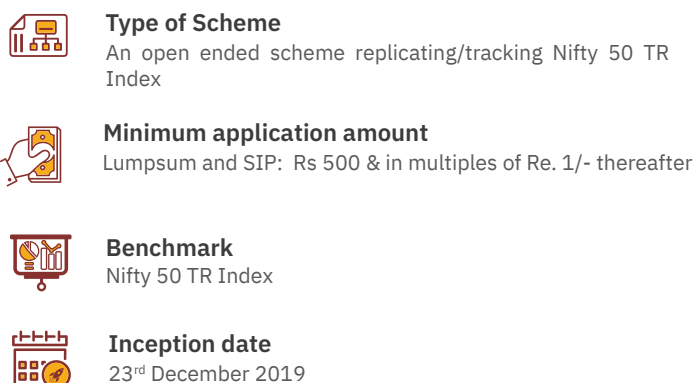 Type of Scheme
An open ended scheme replicating/tracking Nifty 50 TR
Index
Minimum application amount
Lumpsum and SIP: Rs 500 & in multiples of Re. 1/- thereafter
Benchmark
Nifty 50 TR Index
Inception date
23rd December 2019